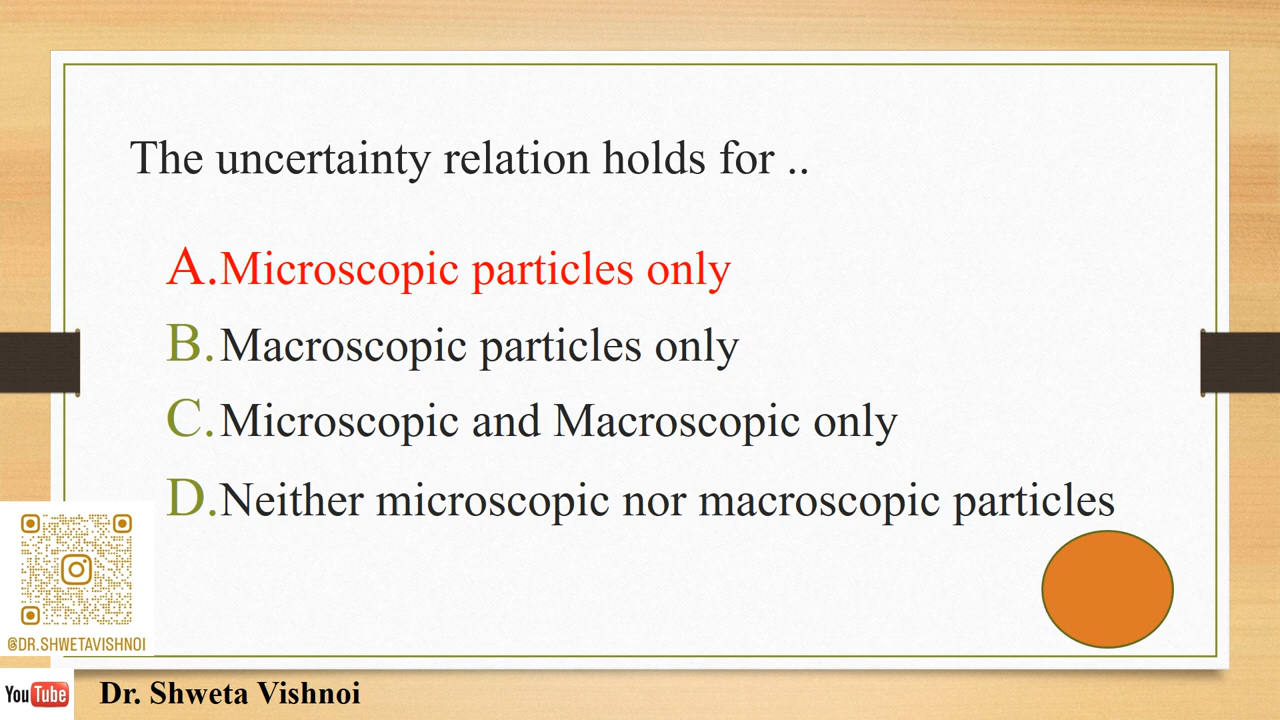 The uncertainty relation holds for ..
A. Microscopic particles only
B. Macroscopic particles only
C. Microscopic and Macroscopic only
D. Neither microscopic nor macroscopic particles
@DR.SHWETAVISHNOI
YouTube
Dr. Shweta Vishnoi